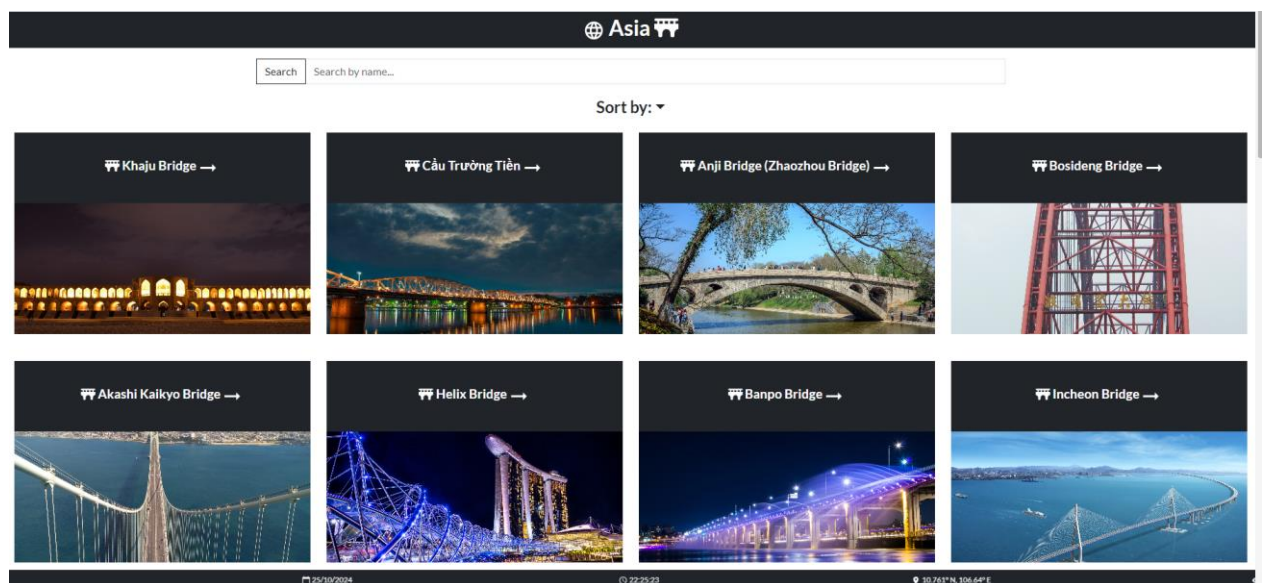 Asia
Search Search by name...
Sort by:
Khaju Bridge →
Cầu Trường Tiền →
Anji Bridge (Zhaozhou Bridge) →
Bosideng Bridge →
Akashi Kaikyo Bridge →
Helix Bridge →
Banpo Bridge →
Incheon Bridge →
25/10/2024 22:25:23 10.761° N, 106.64° E